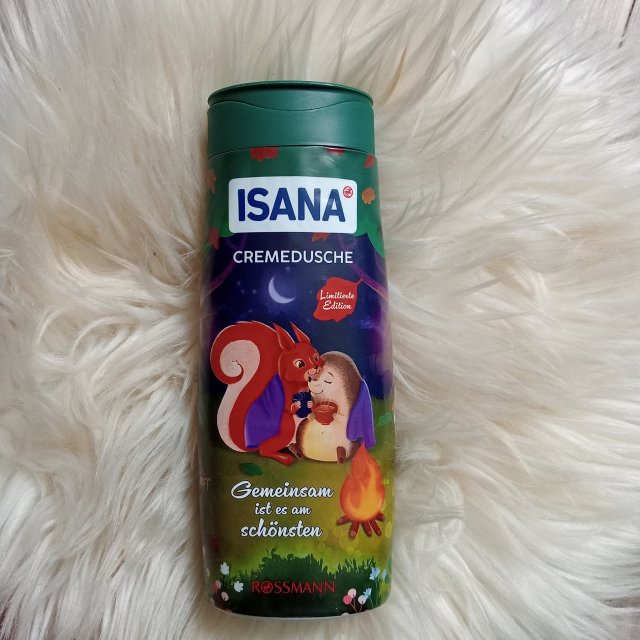 ISANA
CREMEDUSCHE
Limitierte
Edition
Gemeinsam
ist es am
schönsten
ROSSMANN